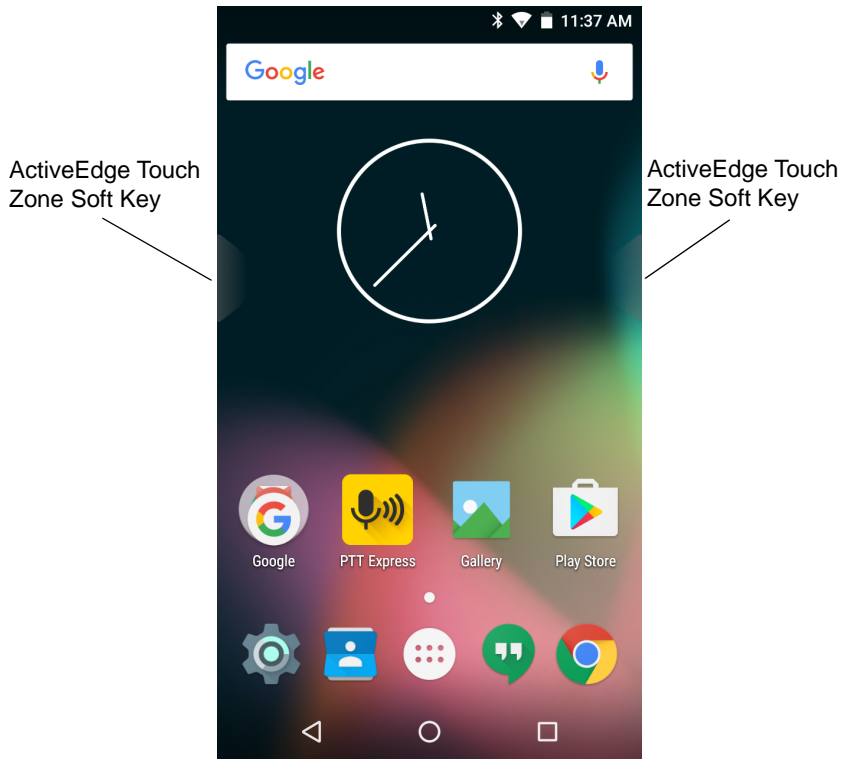 11:37 AM
Google
ActiveEdge Touch
Zone Soft Key
ActiveEdge Touch
Zone Soft Key
Google
PTT Express
Gallery
Play Store